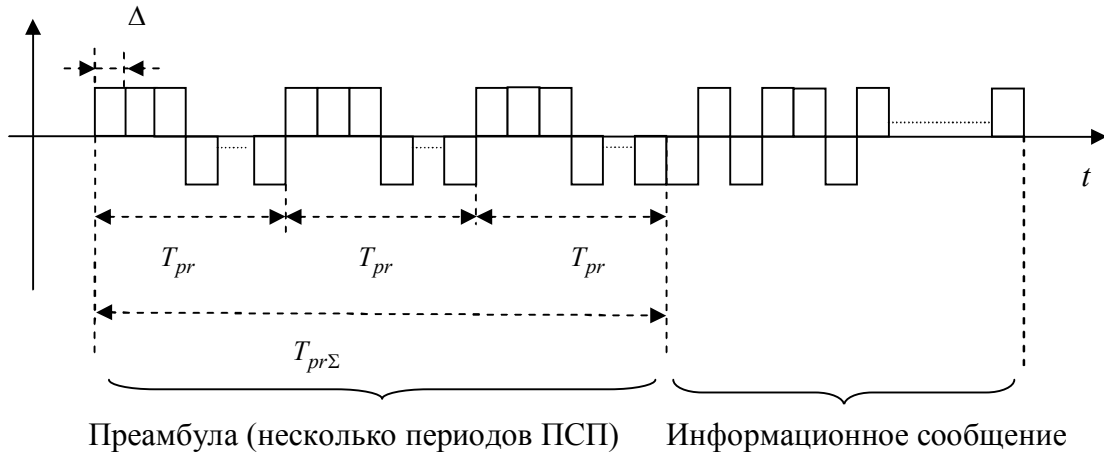 Δ
t
T_pr T_pr T_pr
T_prΣ
Преамбула (несколько периодов ПСП) Информационное сообщение